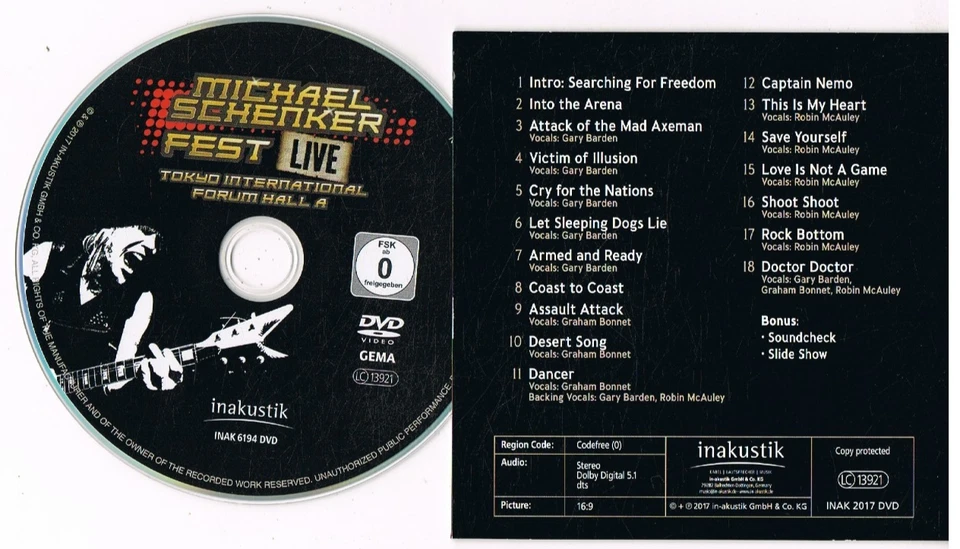 MICHAEL
SCHENKER
FEST LIVE
TOKYO INTERNATIONAL
FORUM HALL A
FSK
ab
0
freigegeben
DVD
VIDEO
GEMA
LC 13921
inakustik
INAK 6194 DVD
© & ℗ 2017 IN-AKUSTIK GMBH & CO. KG. ALL RIGHTS OF THE MANUFACTURER AND OF THE OWNER OF THE RECORDED WORK RESERVED. UNAUTHORIZED PUBLIC PERFORMANCE,
1 Intro: Searching For Freedom
2 Into the Arena
3 Attack of the Mad Axeman
Vocals: Gary Barden
4 Victim of Illusion
Vocals: Gary Barden
5 Cry for the Nations
Vocals: Gary Barden
6 Let Sleeping Dogs Lie
Vocals: Gary Barden
7 Armed and Ready
Vocals: Gary Barden
8 Coast to Coast
9 Assault Attack
Vocals: Graham Bonnet
10 Desert Song
Vocals: Graham Bonnet
11 Dancer
Vocals: Graham Bonnet
Backing Vocals: Gary Barden, Robin McAuley
12 Captain Nemo
13 This Is My Heart
Vocals: Robin McAuley
14 Save Yourself
Vocals: Robin McAuley
15 Love Is Not A Game
Vocals: Robin McAuley
16 Shoot Shoot
Vocals: Robin McAuley
17 Rock Bottom
Vocals: Robin McAuley
18 Doctor Doctor
Vocals: Gary Barden,
Graham Bonnet, Robin McAuley
Bonus:
• Soundcheck
• Slide Show
Region Code: Codefree (0)
Audio: Stereo
Dolby Digital 5.1
dts
Picture: 16:9
inakustik
in-akustik GmbH & Co. KG
© + ℗ 2017 in-akustik GmbH & Co. KG
Copy protected
LC 13921
INAK 2017 DVD